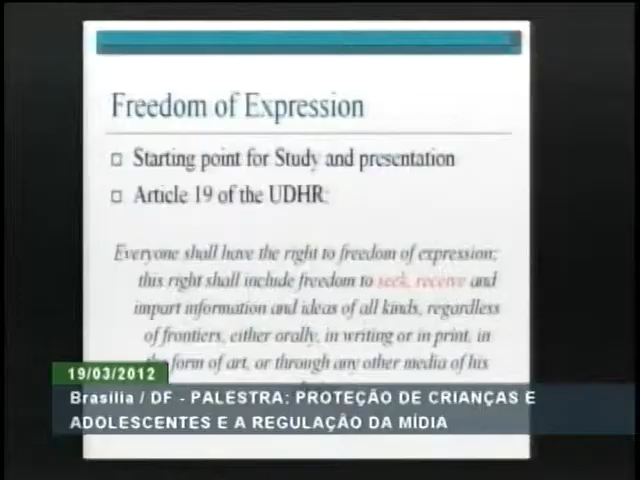 Freedom of Expression
Starting point for Study and presentation
Article 19 of the UDHR:
Everyone shall have the right to freedom of expression;
this right shall include freedom to seek, receive and
impart information and ideas of all kinds, regardless
of frontiers, either orally, in writing or in print, in
the form of art, or through any other media of his
19/03/2012
Brasília / DF - PALESTRA: PROTEÇÃO DE CRIANÇAS E
ADOLESCENTES E A REGULAÇÃO DA MÍDIA